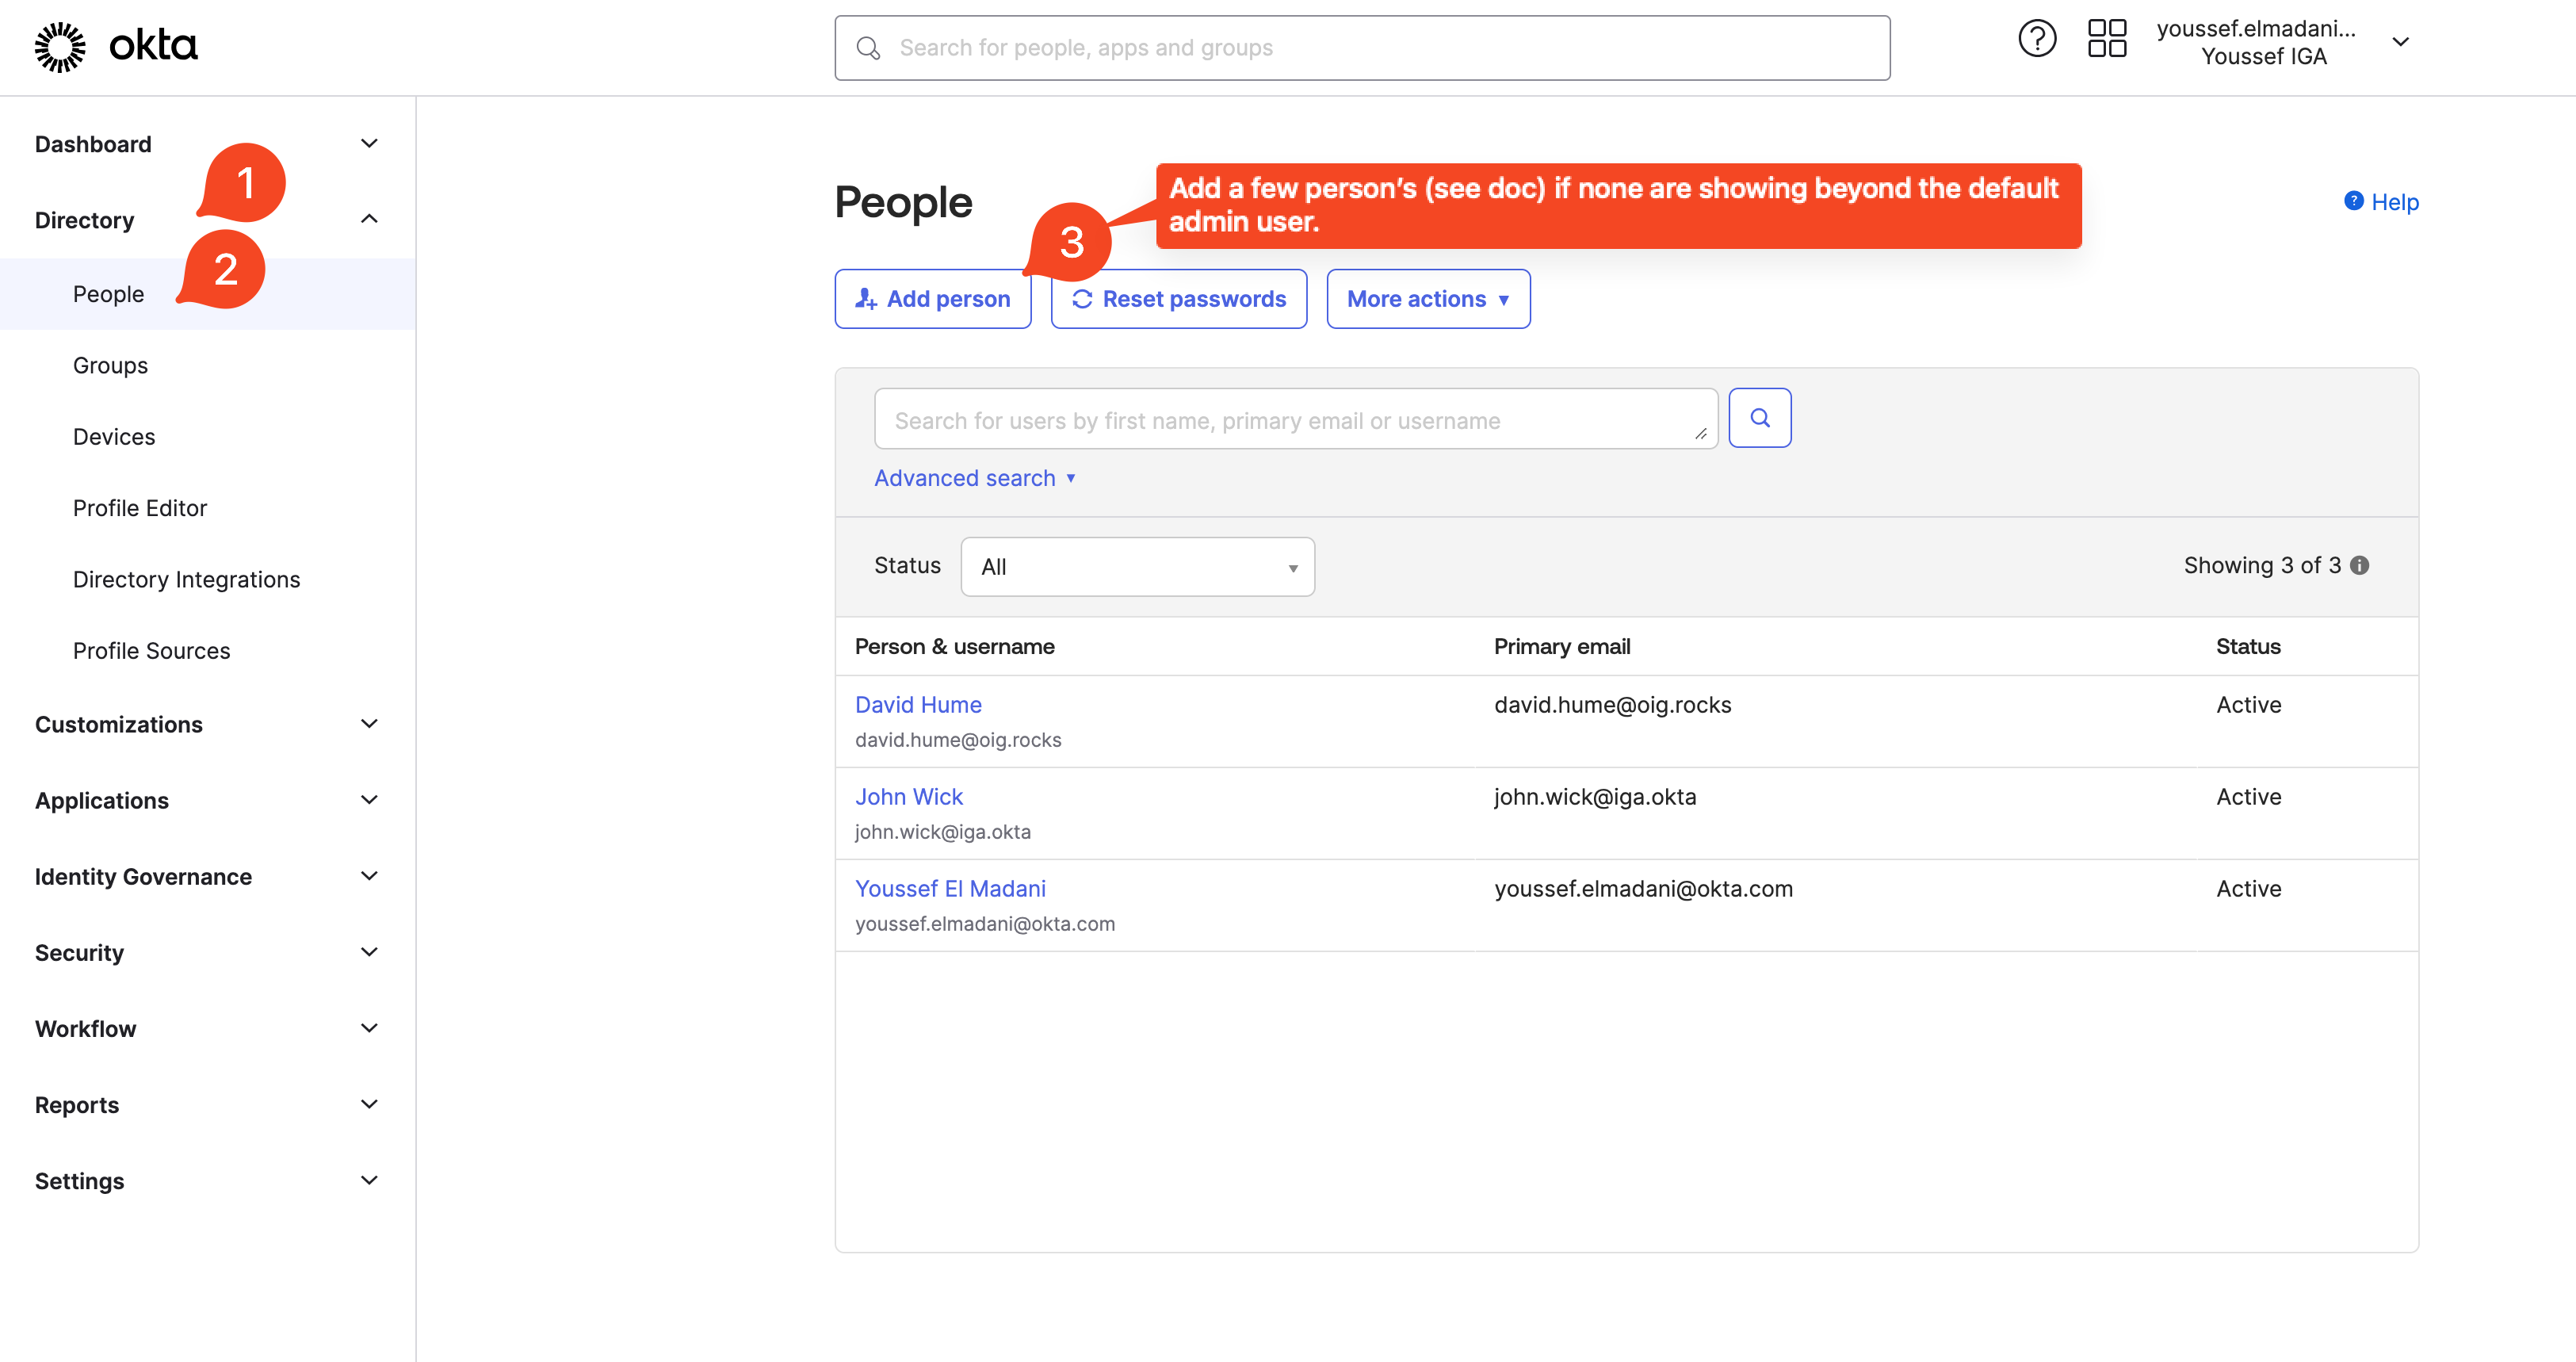 okta
Search for people, apps and groups
youssef.elmadani...
Youssef IGA
Dashboard
1
Directory
2
People
Groups
Devices
Profile Editor
Directory Integrations
Profile Sources
Customizations
Applications
Identity Governance
Security
Workflow
Reports
Settings
People
3
Add a few person’s (see doc) if none are showing beyond the default
admin user.
? Help
Add person
Reset passwords
More actions
Search for users by first name, primary email or username
Advanced search
Status All
Showing 3 of 3
Person & username Primary email Status
David Hume david.hume@oig.rocks Active
david.hume@oig.rocks
John Wick john.wick@iga.okta Active
john.wick@iga.okta
Youssef El Madani youssef.elmadani@okta.com Active
youssef.elmadani@okta.com